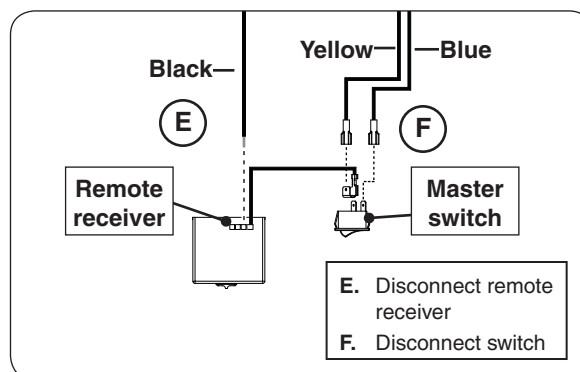 Yellow
Blue
Black
E
F
Remote
receiver
Master
switch
E. Disconnect remote
receiver
F. Disconnect switch